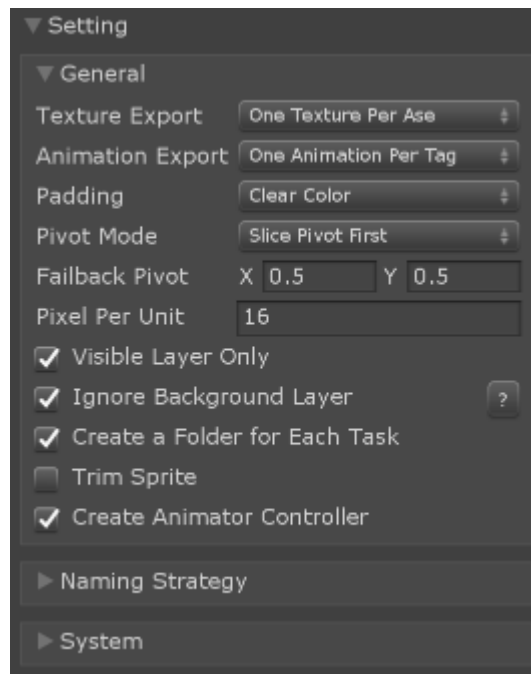 Setting
General
Texture Export One Texture Per Ase
Animation Export One Animation Per Tag
Padding Clear Color
Pivot Mode Slice Pivot First
Failback Pivot X 0.5 Y 0.5
Pixel Per Unit 16
Visible Layer Only
Ignore Background Layer ?
Create a Folder for Each Task
Trim Sprite
Create Animator Controller
Naming Strategy
System